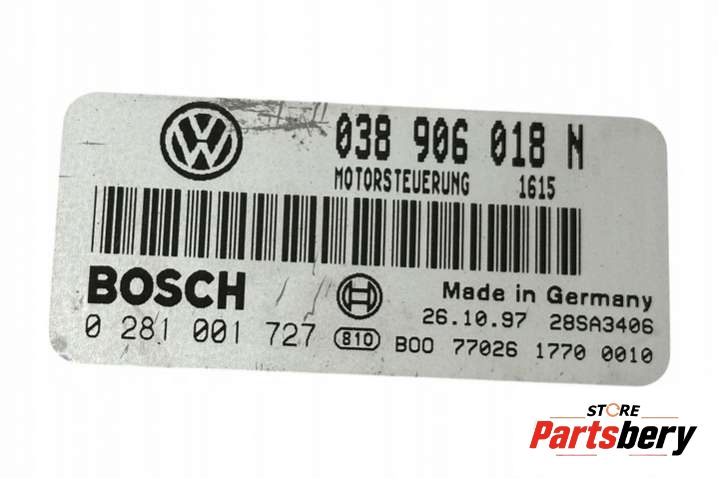 038 906 018 N
MOTORSTEUERUNG 1615
BOSCH
Made in Germany
26.10.97 28SA3406
0 281 001 727 810 B00 77026 1770 0010
STORE
Partsbery